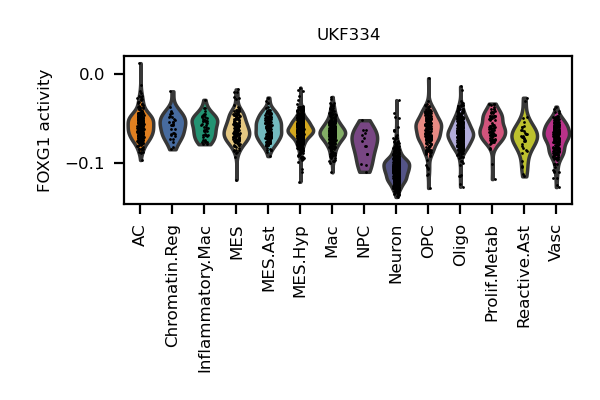 UKF334
FOXG1 activity
0.0
−0.1
AC
Chromatin.Reg
Inflammatory.Mac
MES
MES.Ast
MES.Hyp
Mac
NPC
Neuron
OPC
Oligo
Prolif.Metab
Reactive.Ast
Vasc